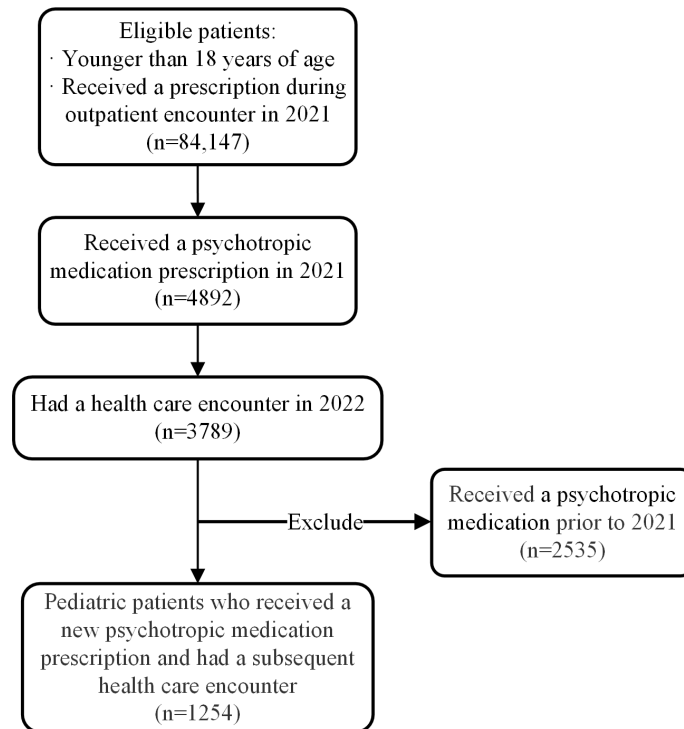 Eligible patients:
· Younger than 18 years of age
· Received a prescription during
outpatient encounter in 2021
(n=84,147)
Received a psychotropic
medication prescription in 2021
(n=4892)
Had a health care encounter in 2022
(n=3789)
Exclude
Received a psychotropic
medication prior to 2021
(n=2535)
Pediatric patients who received a
new psychotropic medication
prescription and had a subsequent
health care encounter
(n=1254)